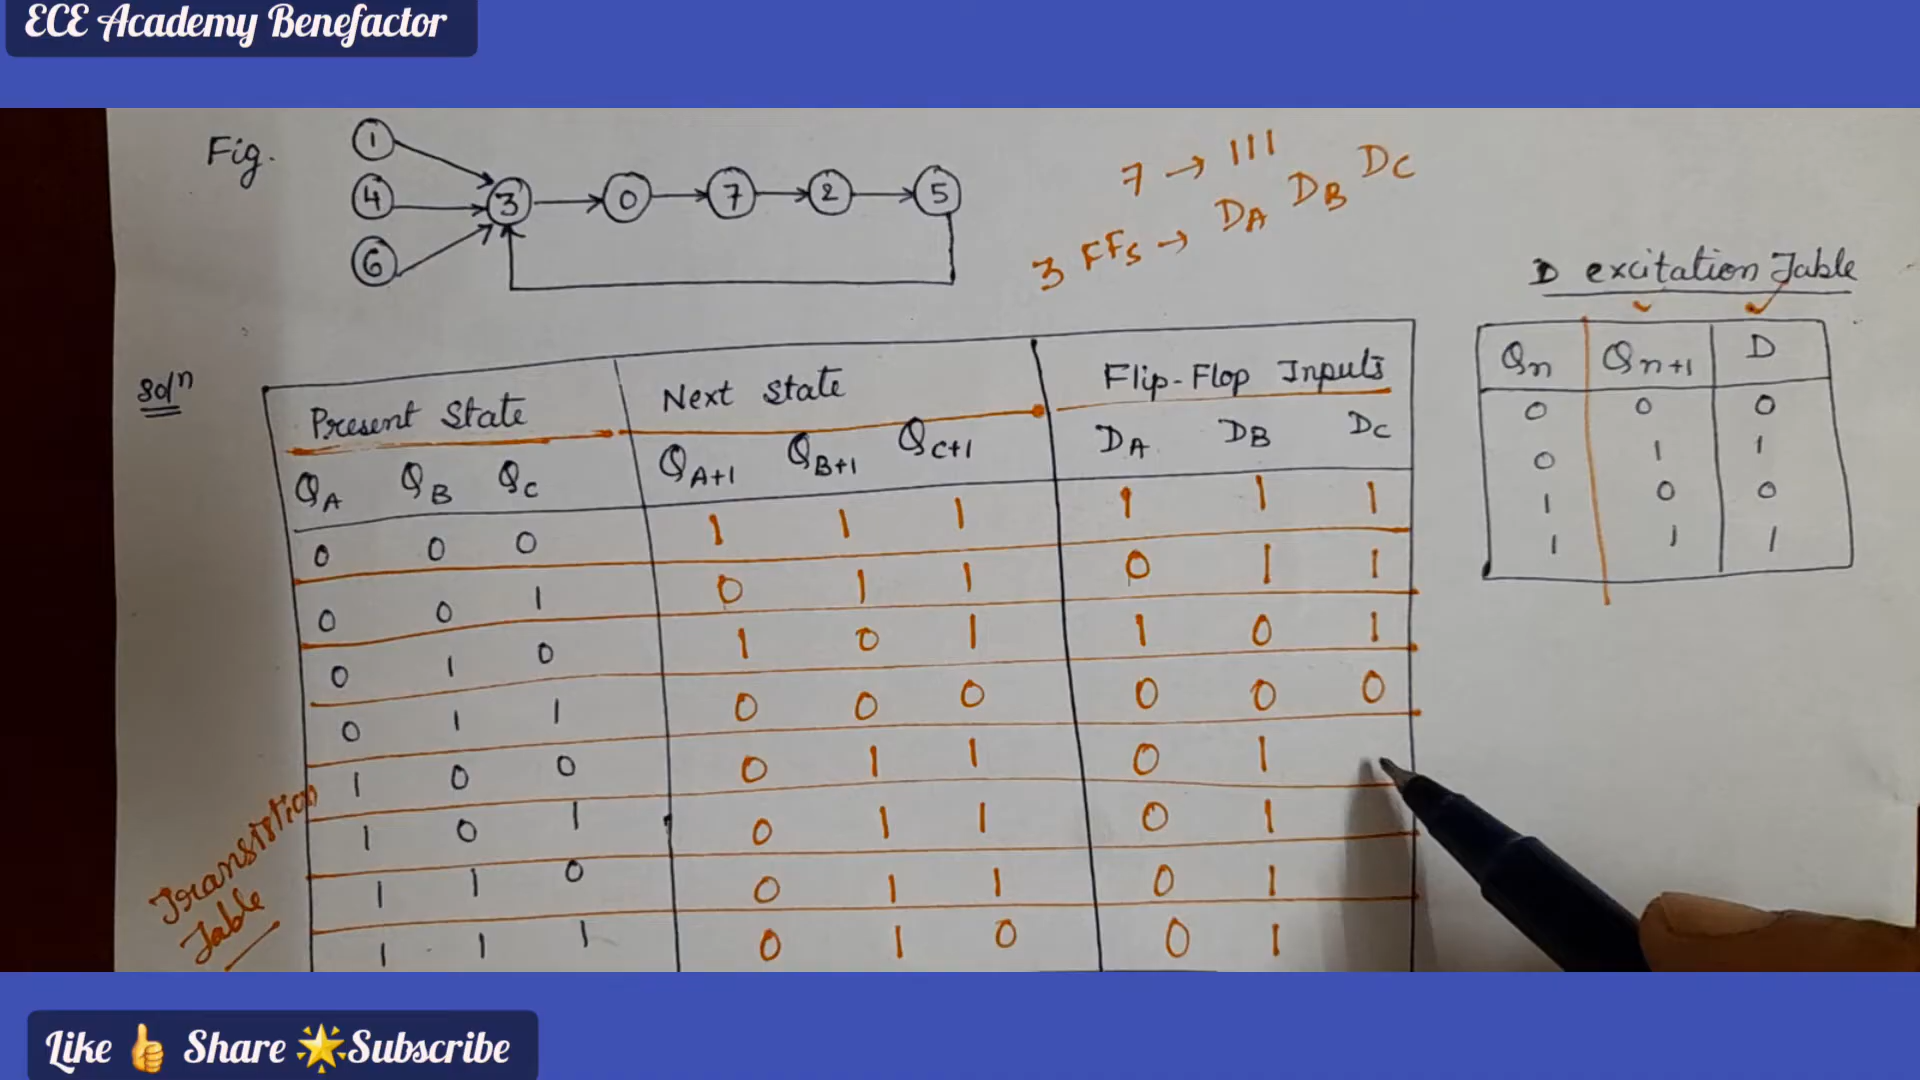 ECE Academy Benefactor
Fig.
1
4
6
3
0
7
2
5
7 → 111
3 FFs → DA DB DC
D excitation Table
Qn Qn+1 D
0 0 0
0 1 1
1 0 0
1 1 1
Soln
Present State Next State Flip-Flop Inputs
QA QB QC QA+1 QB+1 QC+1 DA DB DC
0 0 0 1 1 1 1 1 1
0 0 1 0 1 1 0 1 1
0 1 0 1 0 1 1 0 1
0 1 1 0 0 0 0 0 0
1 0 0 0 1 1 0 1
1 0 1 0 1 1 0 1
1 1 0 0 1 1 0 1
1 1 1 0 1 0 0 1
Transistion
Table
Like 👍 Share 🌟Subscribe